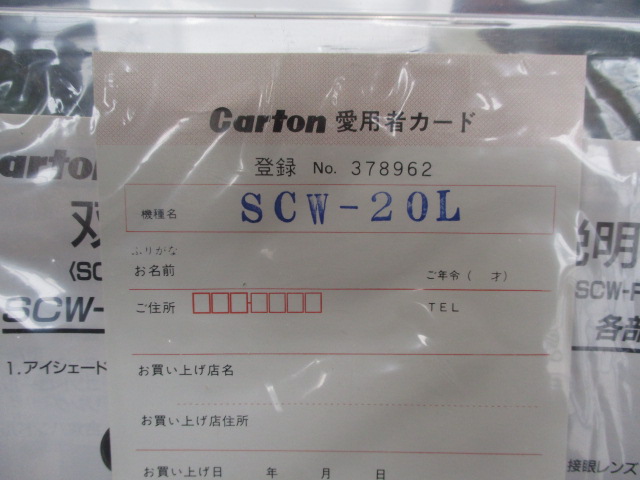 Carton 愛用者カード
登録 No. 378962
機種名 SCW-20L
ふりがな
お名前 ご年令( 才)
ご住所 TEL
お買い上げ店名
お買い上げ店住所
お買い上げ日 年 月 日
arton
双
〈SC
SCW-
1.アイシェード
説明
SCW-F
各部
接眼レンズ